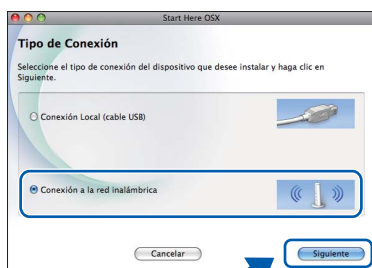 Start Here OSX
Tipo de Conexión
Seleccione el tipo de conexión del dispositivo que desee instalar y haga clic en
Siguiente.
Conexión Local (cable USB)
Conexión a la red inalámbrica
Cancelar
Siguiente